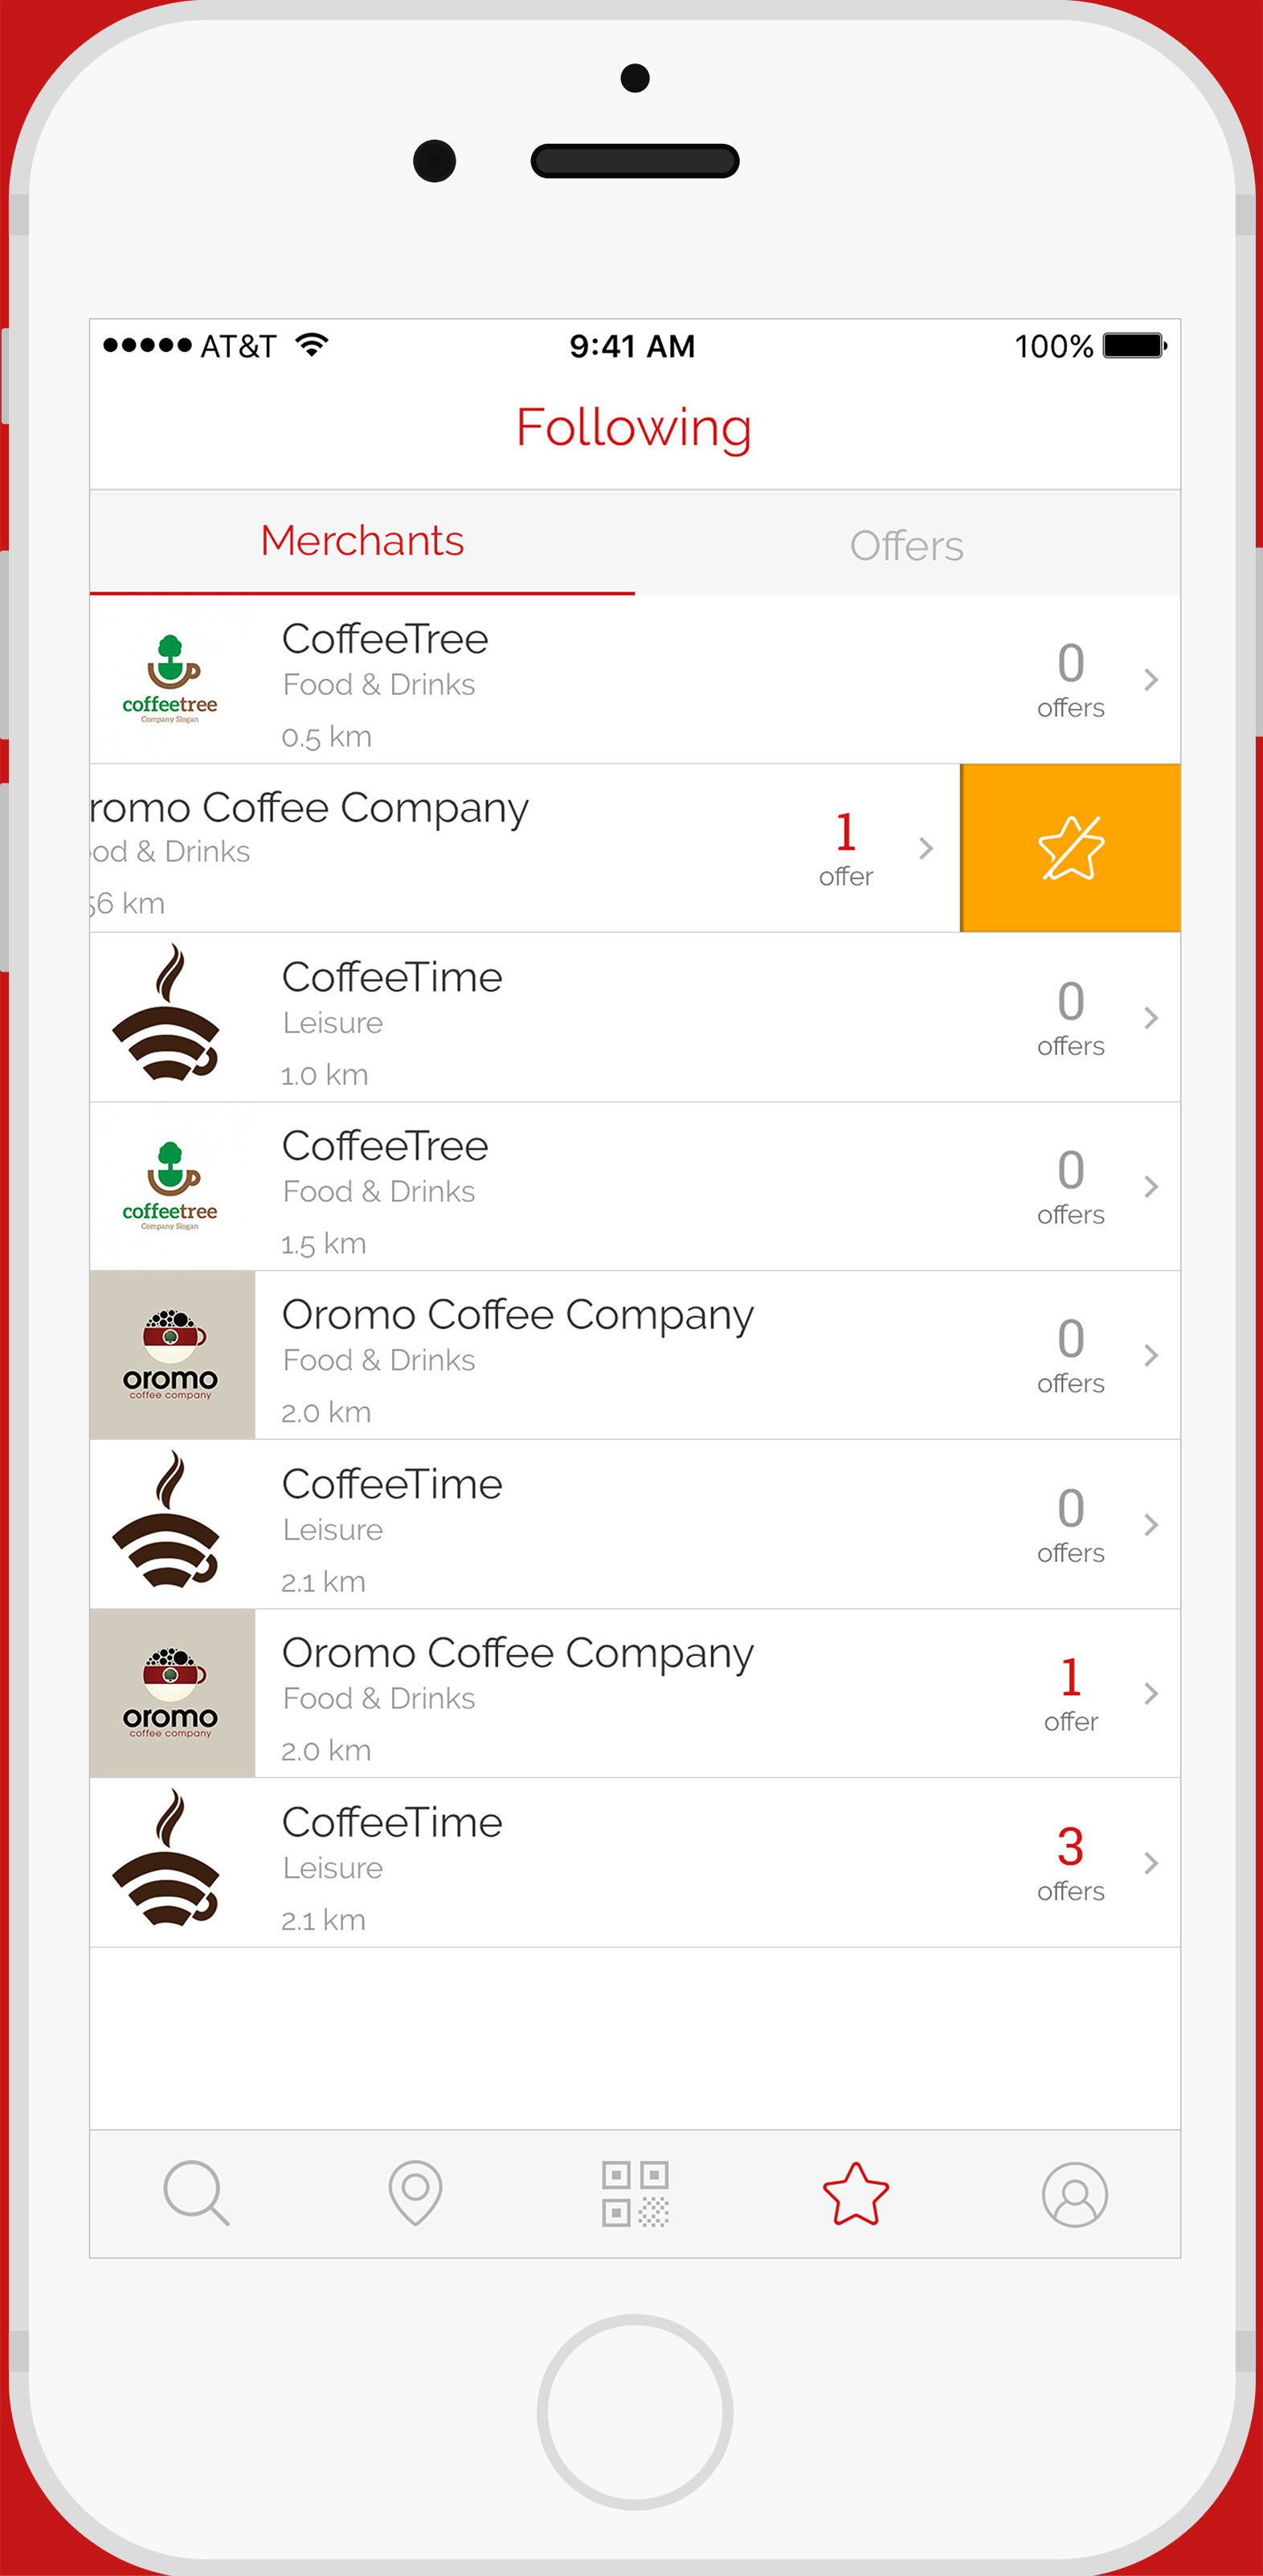 AT&T 9:41 AM 100%
Following
Merchants Offers
CoffeeTree
Food & Drinks
0.5 km
0
offers
coffeetree
Company Slogan
romo Coffee Company
ood & Drinks
56 km
1
offer
CoffeeTime
Leisure
1.0 km
0
offers
CoffeeTree
Food & Drinks
1.5 km
0
offers
coffeetree
Company Slogan
Oromo Coffee Company
Food & Drinks
2.0 km
0
offers
oromo
coffee company
CoffeeTime
Leisure
2.1 km
0
offers
Oromo Coffee Company
Food & Drinks
2.0 km
1
offer
oromo
coffee company
CoffeeTime
Leisure
2.1 km
3
offers